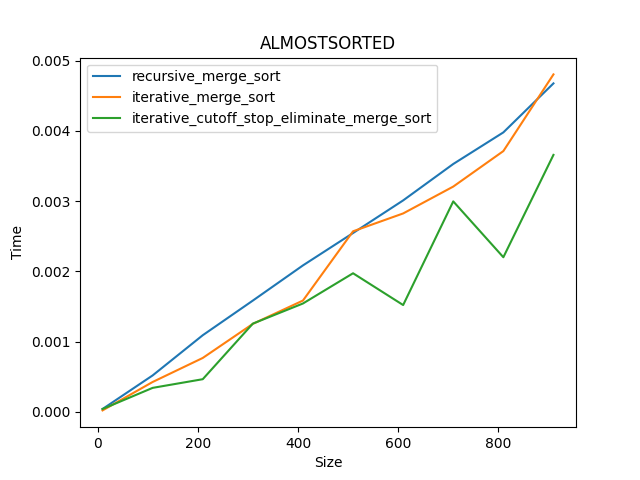 ALMOSTSORTED
recursive_merge_sort
iterative_merge_sort
iterative_cutoff_stop_eliminate_merge_sort
0.005
0.004
0.003
0.002
0.001
0.000
Time
0 200 400 600 800
Size